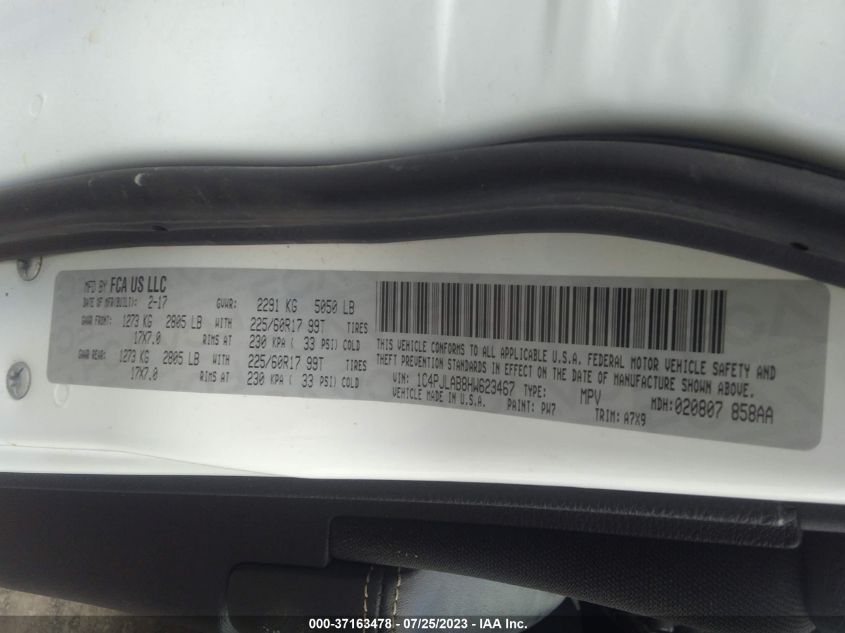 MFD BY FCA US LLC
DATE OF MFR(BUILT): 2-17 GVWR: 2291 KG 5050 LB
GAWR FRONT: 1273 KG 2805 LB WITH 225/60R17 99T TIRES
17X7.0 RIMS AT 230 KPA ( 33 PSI) COLD
GAWR REAR: 1273 KG 2805 LB WITH 225/60R17 99T TIRES
17X7.0 RIMS AT 230 KPA ( 33 PSI) COLD
THIS VEHICLE CONFORMS TO ALL APPLICABLE U.S.A. FEDERAL MOTOR VEHICLE SAFETY AND
THEFT PREVENTION STANDARDS IN EFFECT ON THE DATE OF MANUFACTURE SHOWN ABOVE.
VIN: 1C4PJLAB8HW623467 TYPE: MPV MDH:020807 858AA
VEHICLE MADE IN U.S.A. PAINT: PW7 TRIM: A7X9
000-37163478 - 07/25/2023 - IAA Inc.